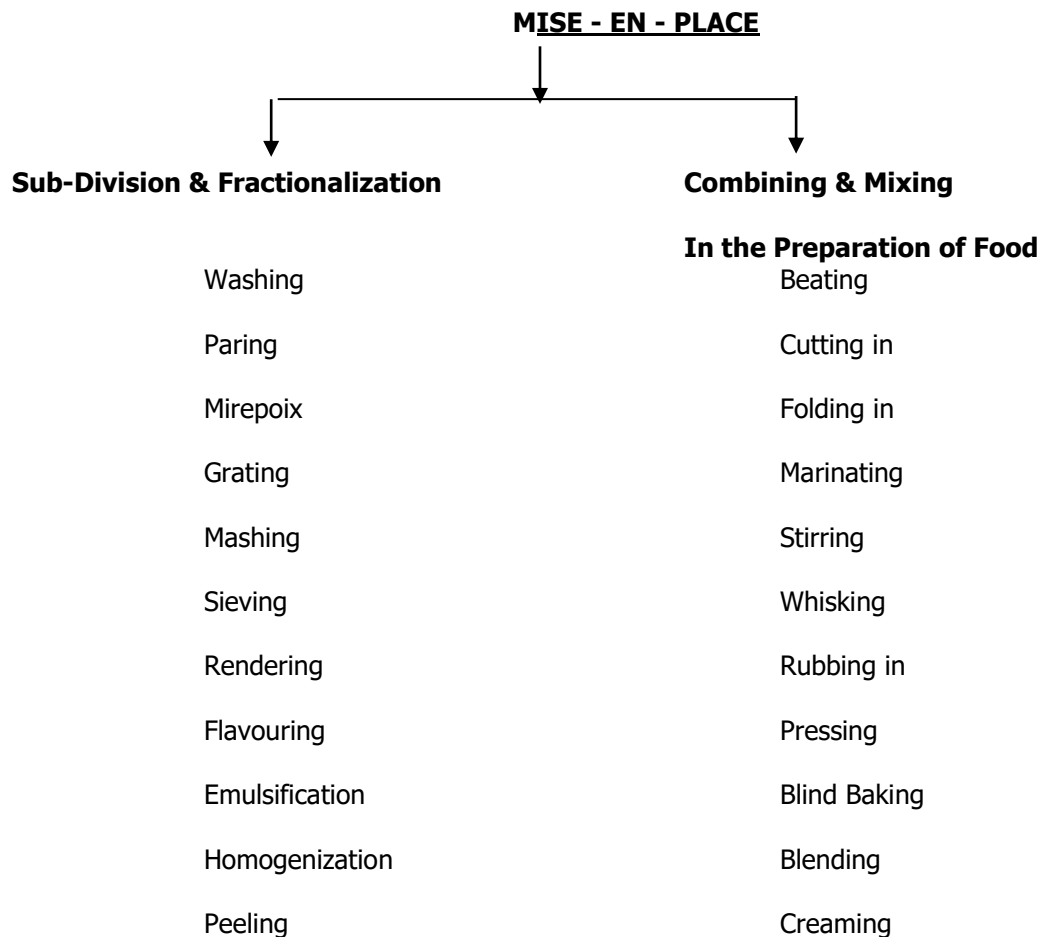 MISE - EN - PLACE
Sub-Division & Fractionalization
Washing
Paring
Mirepoix
Grating
Mashing
Sieving
Rendering
Flavouring
Emulsification
Homogenization
Peeling
Combining & Mixing
In the Preparation of Food
Beating
Cutting in
Folding in
Marinating
Stirring
Whisking
Rubbing in
Pressing
Blind Baking
Blending
Creaming